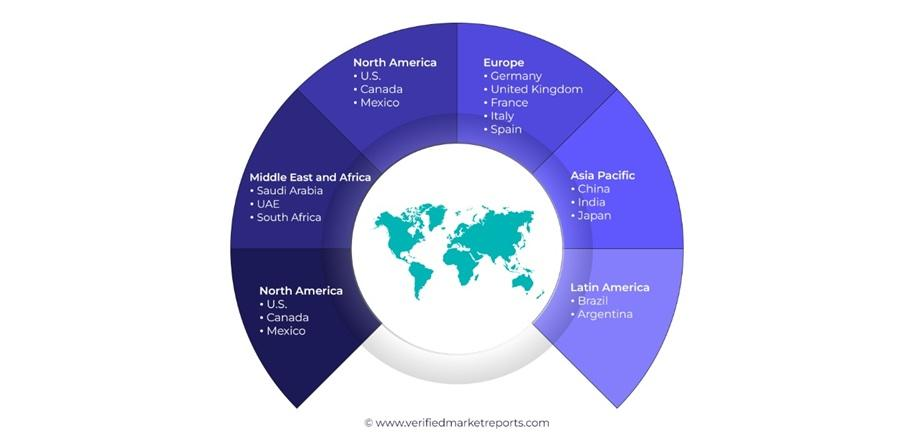 North America
• U.S.
• Canada
• Mexico
Europe
• Germany
• United Kingdom
• France
• Italy
• Spain
Middle East and Africa
• Saudi Arabia
• UAE
• South Africa
Asia Pacific
• China
• India
• Japan
North America
• U.S.
• Canada
• Mexico
Latin America
• Brazil
• Argentina
© www.verifiedmarketreports.com